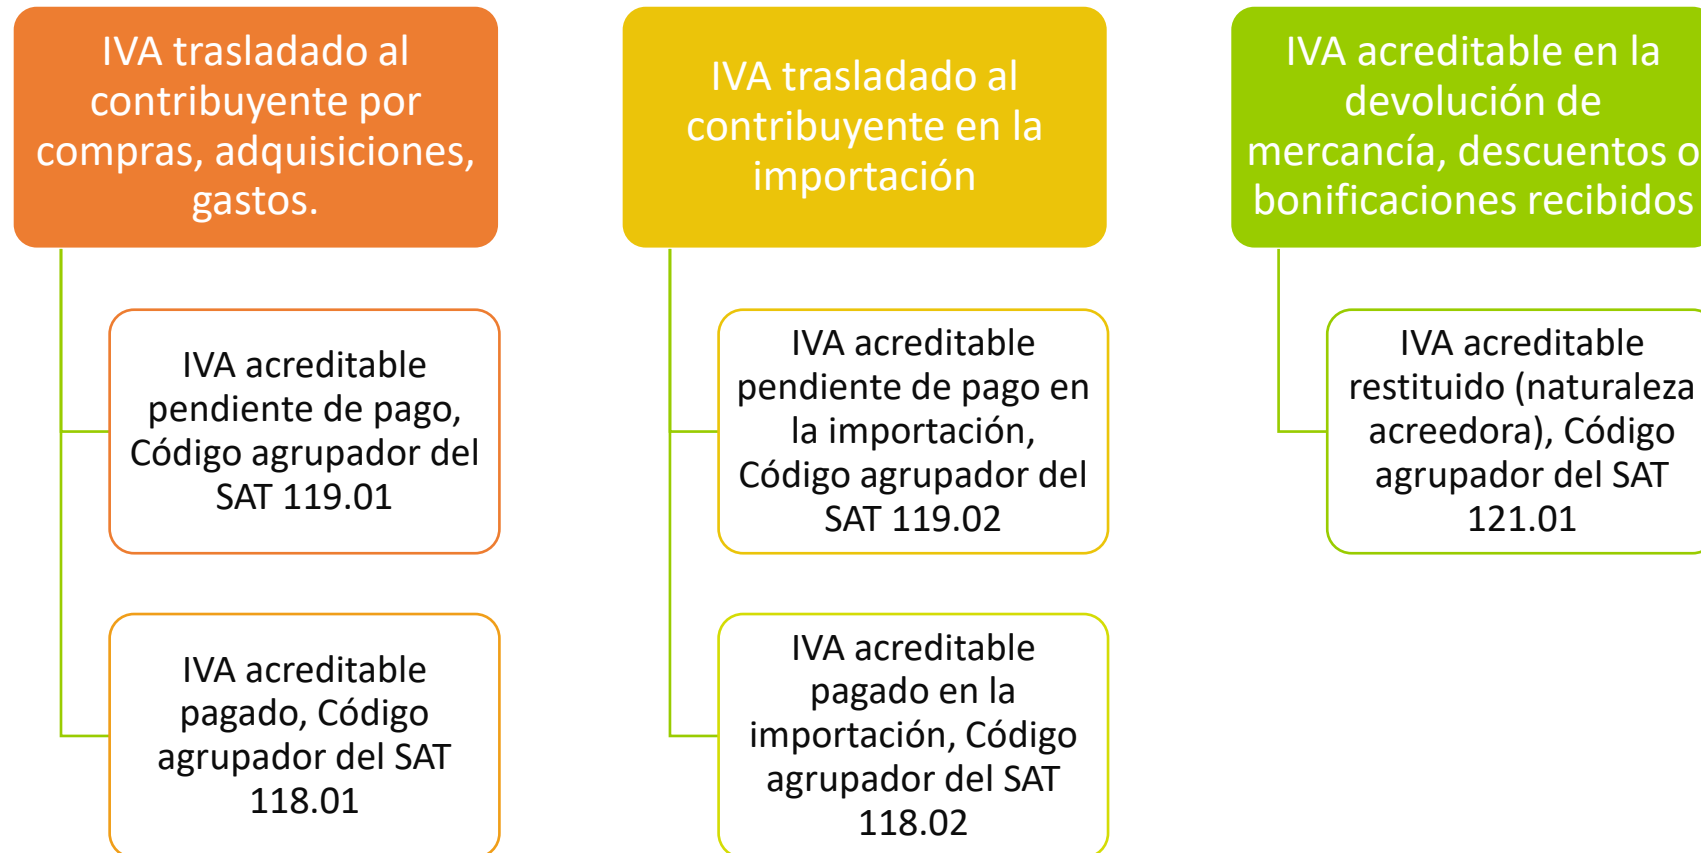 IVA trasladado al
contribuyente por
compras, adquisiciones,
gastos.
IVA acreditable
pendiente de pago,
Código agrupador del
SAT 119.01
IVA acreditable
pagado, Código
agrupador del SAT
118.01
IVA trasladado al
contribuyente en la
importación
IVA acreditable
pendiente de pago en
la importación,
Código agrupador del
SAT 119.02
IVA acreditable
pagado en la
importación, Código
agrupador del SAT
118.02
IVA acreditable en la
devolución de
mercancía, descuentos o
bonificaciones recibidos
IVA acreditable
restituido (naturaleza
acreedora), Código
agrupador del SAT
121.01